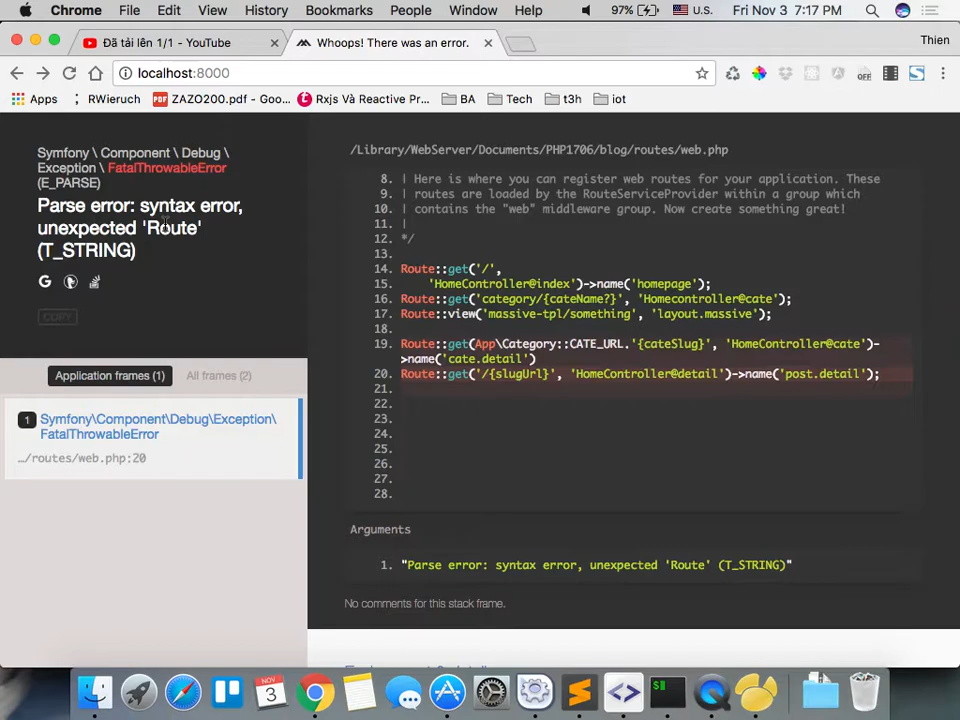 Chrome File Edit View History Bookmarks People Window Help 97% U.S. Fri Nov 3 7:17 PM
Đã tải lên 1/1 - YouTube
Whoops! There was an error.
Thien
localhost:8000
OFF
Apps RWieruch PDF ZAZO200.pdf - Goo... Rxjs Và Reactive Pr... BA Tech t3h iot
Symfony \ Component \ Debug \
Exception \ FatalThrowableError
(E_PARSE)
Parse error: syntax error,
unexpected 'Route'
(T_STRING)
COPY
Application frames (1) All frames (2)
1 Symfony\Component\Debug\Exception\
FatalThrowableError
…/routes/web.php:20
/Library/WebServer/Documents/PHP1706/blog/routes/web.php
8. | Here is where you can register web routes for your application. These
9. | routes are loaded by the RouteServiceProvider within a group which
10. | contains the "web" middleware group. Now create something great!
11. |
12. */
13.
14. Route::get('/',
15. 'HomeController@index')->name('homepage');
16. Route::get('category/{cateName?}', 'Homecontroller@cate');
17. Route::view('massive-tpl/something', 'layout.massive');
18.
19. Route::get(App\Category::CATE_URL.'{cateSlug}', 'HomeController@cate')-
>name('cate.detail')
20. Route::get('/{slugUrl}', 'HomeController@detail')->name('post.detail');
21.
22.
23.
24.
25.
26.
27.
28.
Arguments
1. "Parse error: syntax error, unexpected 'Route' (T_STRING)"
No comments for this stack frame.
NOV
3